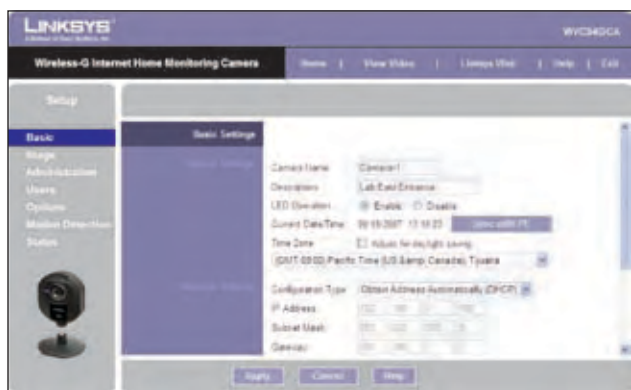 LINKSYS
Wireless-G Internet Home Monitoring Camera
Home | View Video | Linksys Web | Help | Exit
Setup
Basic
Image
Administration
Users
Options
Motion Detection
Status
Basic Settings
Camera Name:
Description: Lab East Entrance
LED Operation: Enable Disable
Current Date/Time:
Time Zone: Adjust for daylight saving
(GMT-08:00) Pacific Time (US &amp; Canada), Tijuana
Configuration Type: Obtain Address Automatically (DHCP)
IP Address:
Subnet Mask:
Gateway:
Apply Cancel Help